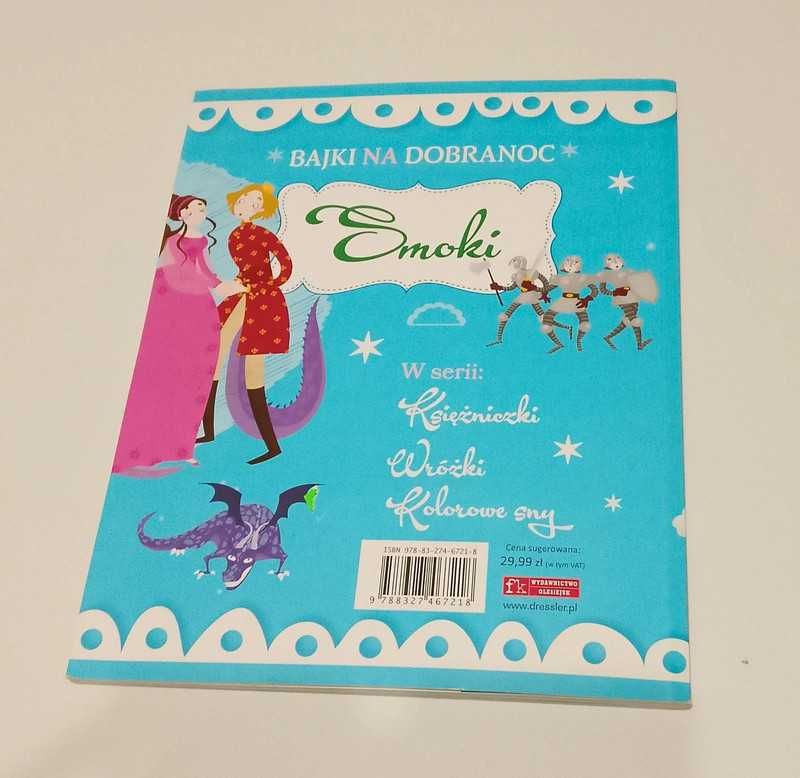 BAJKI NA DOBRANOC
Smoki
W serii:
Księżniczki
Wróżki
Kolorowe sny
ISBN 978-83-274-6721-8
9 788327 467218
Cena sugerowana:
29,99 zł (w tym VAT)
fk WYDAWNICTWO
OLESIEJUK
www.dressler.pl